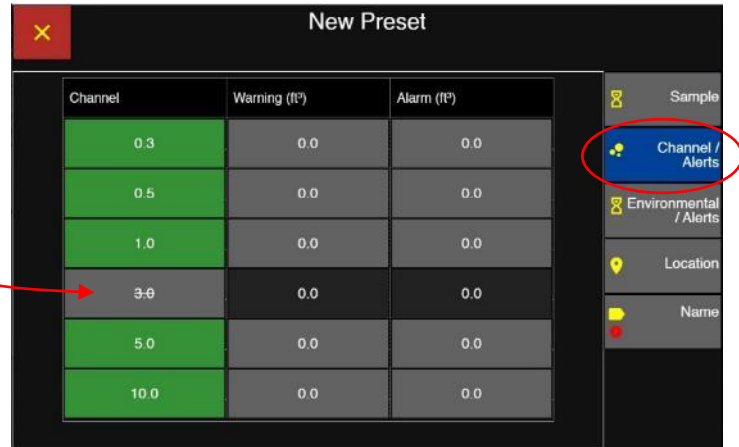 New Preset
Channel Warning (ft³) Alarm (ft³)
0.3 0.0 0.0
0.5 0.0 0.0
1.0 0.0 0.0
3.0 0.0 0.0
5.0 0.0 0.0
10.0 0.0 0.0
Sample
Channel /
Alerts
Environmental
/ Alerts
Location
Name